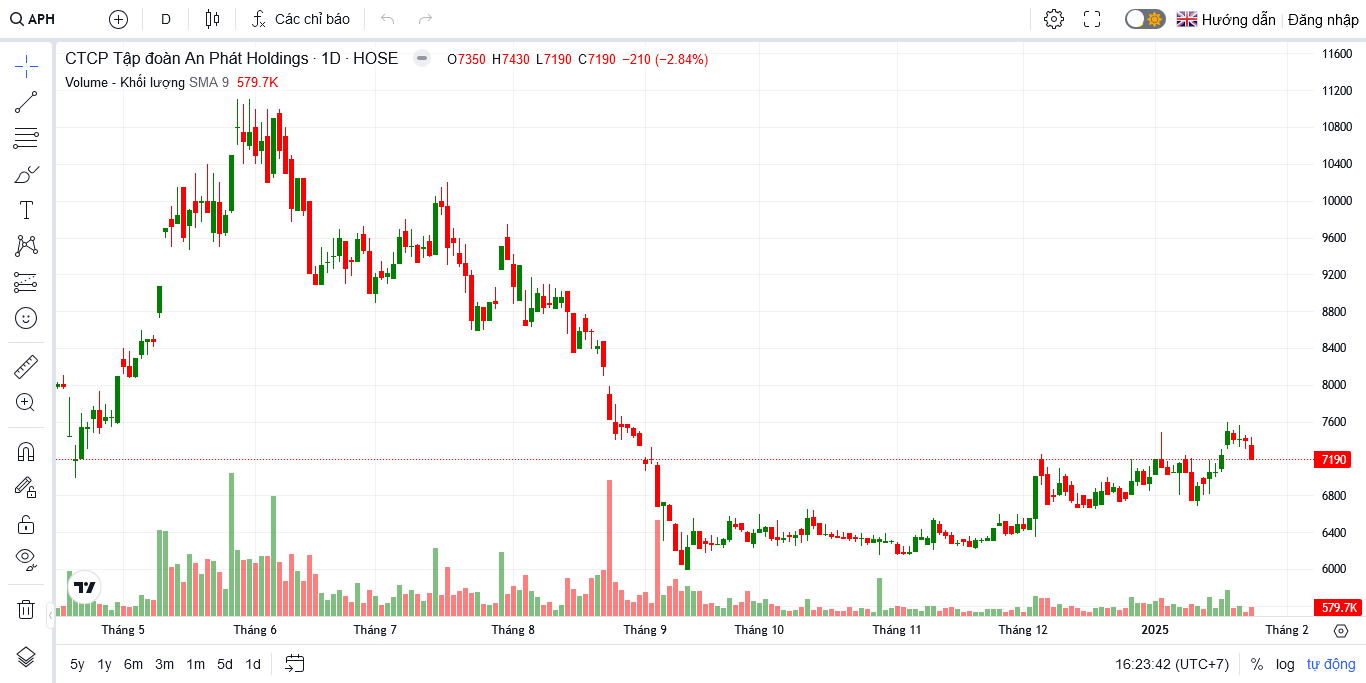 APH D Các chỉ báo Hướng dẫn Đăng nhập
CTCP Tập đoàn An Phát Holdings · 1D · HOSE O7350 H7430 L7190 C7190 −210 (−2.84%)
Volume - Khối lượng SMA 9 579.7K
11600
11200
10800
10400
10000
9600
9200
8800
8400
8000
7600
7190
6800
6400
6000
579.7K
Tháng 5 Tháng 6 Tháng 7 Tháng 8 Tháng 9 Tháng 10 Tháng 11 Tháng 12 2025 Tháng 2
5y 1y 6m 3m 1m 5d 1d 16:23:42 (UTC+7) % log tự động